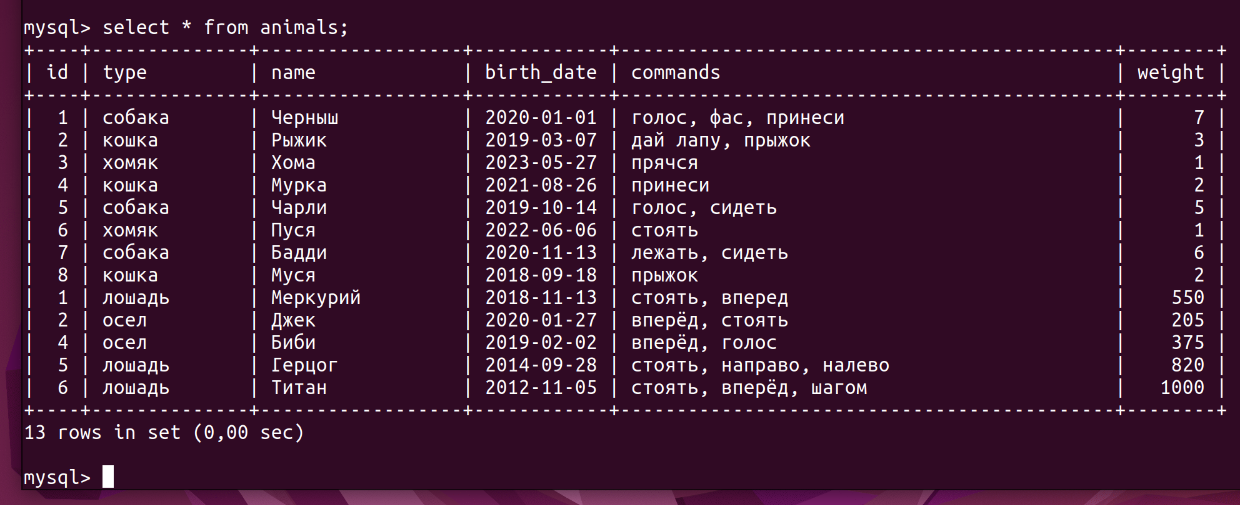 mysql> select * from animals;
+----+--------------+------------------+------------+--------------------------------------------+--------+
| id | type         | name             | birth_date | commands                                   | weight |
+----+--------------+------------------+------------+--------------------------------------------+--------+
|  1 | собака       | Черныш           | 2020-01-01 | голос, фас, принеси                        |      7 |
|  2 | кошка        | Рыжик            | 2019-03-07 | дай лапу, прыжок                           |      3 |
|  3 | хомяк        | Хома             | 2023-05-27 | прячся                                     |      1 |
|  4 | кошка        | Мурка            | 2021-08-26 | принеси                                    |      2 |
|  5 | собака       | Чарли            | 2019-10-14 | голос, сидеть                              |      5 |
|  6 | хомяк        | Пуся             | 2022-06-06 | стоять                                     |      1 |
|  7 | собака       | Бадди            | 2020-11-13 | лежать, сидеть                             |      6 |
|  8 | кошка        | Муся             | 2018-09-18 | прыжок                                     |      2 |
|  1 | лошадь       | Меркурий         | 2018-11-13 | стоять, вперед                             |    550 |
|  2 | осел         | Джек             | 2020-01-27 | вперёд, стоять                             |    205 |
|  4 | осел         | Биби             | 2019-02-02 | вперёд, голос                              |    375 |
|  5 | лошадь       | Герцог           | 2014-09-28 | стоять, направо, налево                    |    820 |
|  6 | лошадь       | Титан            | 2012-11-05 | стоять, вперёд, шагом                      |   1000 |
+----+--------------+------------------+------------+--------------------------------------------+--------+
13 rows in set (0,00 sec)
mysql>